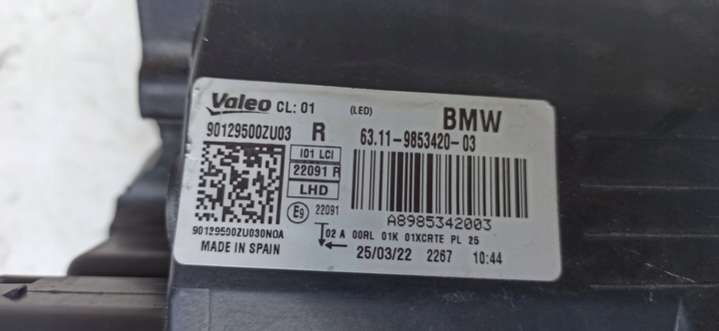 Valeo CL: 01 (LED) BMW
90129500ZU03 R 63.11-9853420-03
I01 LCI
22091 R
LHD
E9 22091
A8985342003
90129500ZU030N0A
02 A 00RL 01K 01XCRTE PL 25
MADE IN SPAIN
25/03/22 2267 10:44